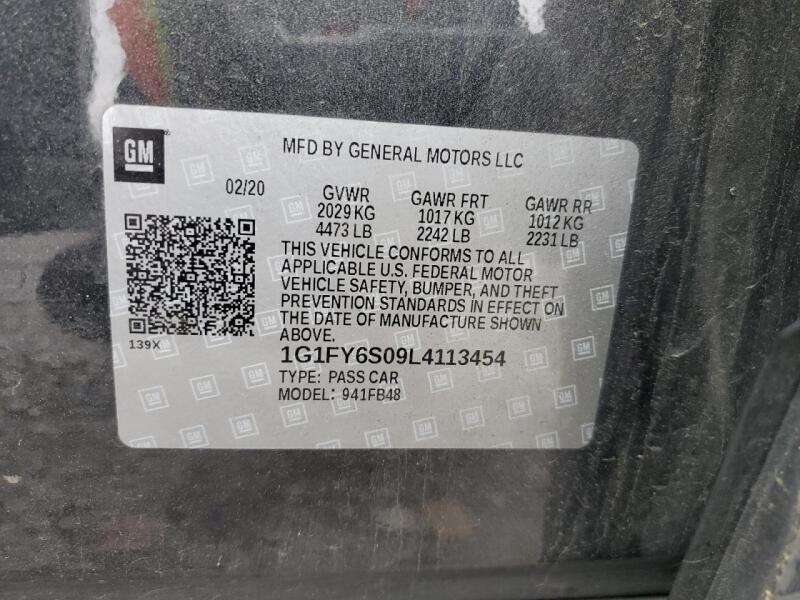 GM
MFD BY GENERAL MOTORS LLC
02/20 GVWR GAWR FRT GAWR RR
2029 KG 1017 KG 1012 KG
4473 LB 2242 LB 2231 LB
THIS VEHICLE CONFORMS TO ALL
APPLICABLE U.S. FEDERAL MOTOR
VEHICLE SAFETY, BUMPER, AND THEFT
PREVENTION STANDARDS IN EFFECT ON
THE DATE OF MANUFACTURE SHOWN
ABOVE.
139X
1G1FY6S09L4113454
TYPE: PASS CAR
MODEL: 941FB48